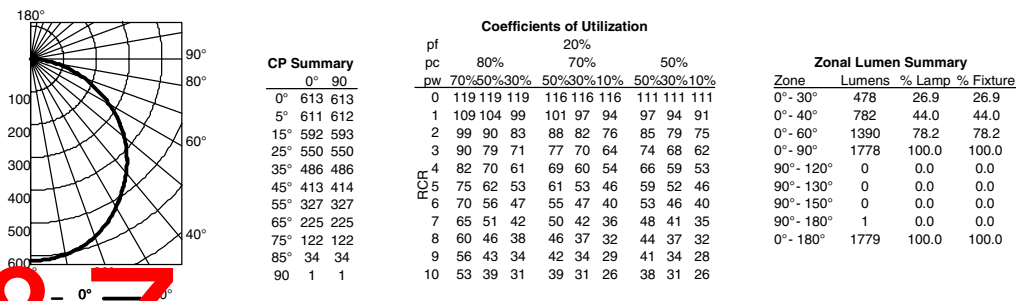 180°
90°
80°
100
200
60°
300
400
500
40°
600
0°
CP Summary
0° 90
0° 613 613
5° 611 612
15° 592 593
25° 550 550
35° 486 486
45° 413 414
55° 327 327
65° 225 225
75° 122 122
85° 34 34
90 1 1
Coefficients of Utilization
pf 20%
pc 80% 70% 50%
pw 70%50%30% 50%30%10% 50%30%10%
RCR
0 119 119 119 116 116 116 111 111 111
1 109 104 99 101 97 94 97 94 91
2 99 90 83 88 82 76 85 79 75
3 90 79 71 77 70 64 74 68 62
4 82 70 61 69 60 54 66 59 53
5 75 62 53 61 53 46 59 52 46
6 70 56 47 55 47 40 53 46 40
7 65 51 42 50 42 36 48 41 35
8 60 46 38 46 37 32 44 37 32
9 56 43 34 42 34 29 41 34 28
10 53 39 31 39 31 26 38 31 26
Zonal Lumen Summary
Zone Lumens % Lamp % Fixture
0°- 30° 478 26.9 26.9
0°- 40° 782 44.0 44.0
0°- 60° 1390 78.2 78.2
0°- 90° 1778 100.0 100.0
90°- 120° 0 0.0 0.0
90°- 130° 0 0.0 0.0
90°- 150° 0 0.0 0.0
90°- 180° 1 0.0 0.0
0°- 180° 1779 100.0 100.0